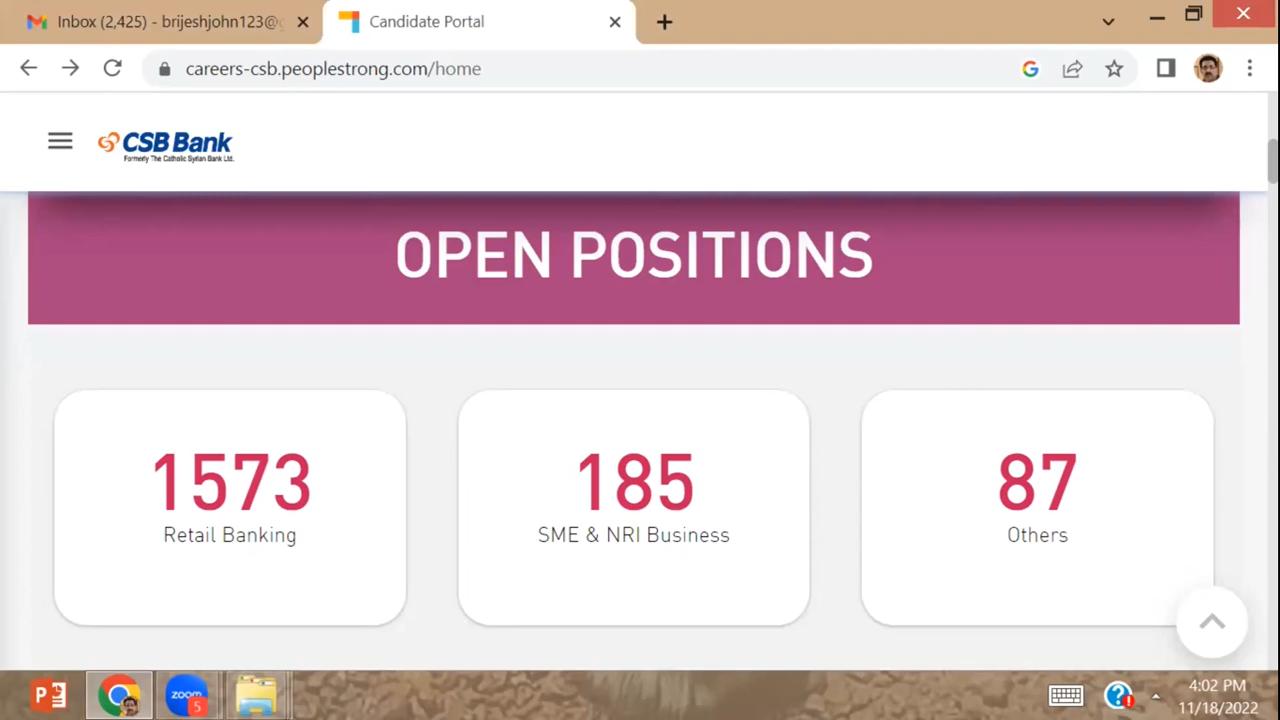 Inbox (2,425) - brijeshjohn123@g
Candidate Portal
careers-csb.peoplestrong.com/home
CSB Bank
Formerly The Catholic Syrian Bank Ltd.
OPEN POSITIONS
1573
Retail Banking
185
SME & NRI Business
87
Others
zoom
5
4:02 PM
11/18/2022